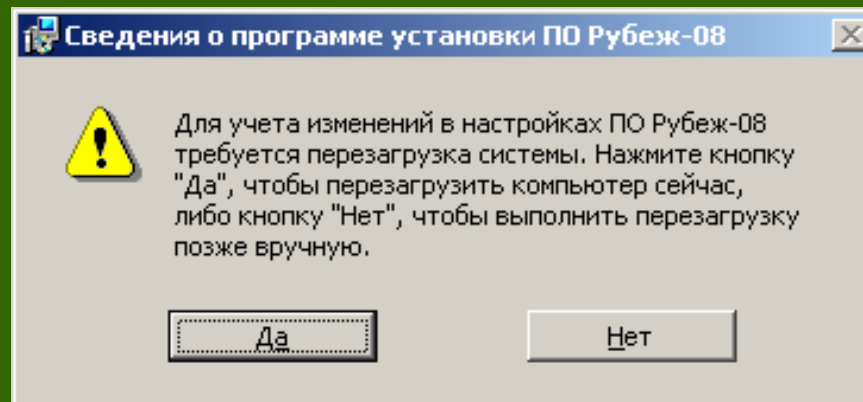 Сведения о программе установки ПО Рубеж-08
Для учета изменений в настройках ПО Рубеж-08
требуется перезагрузка системы. Нажмите кнопку
"Да", чтобы перезагрузить компьютер сейчас,
либо кнопку "Нет", чтобы выполнить перезагрузку
позже вручную.
Да
Нет